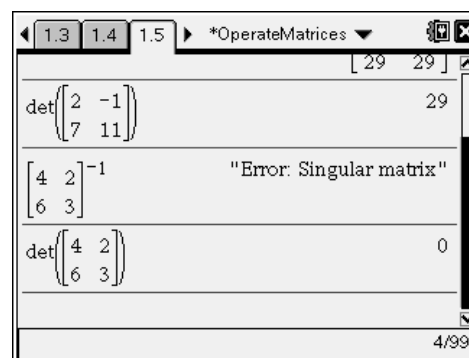 1.3 1.4 1.5 *OperateMatrices
[ 29 29 ]
det([2 -1
7 11]) 29
[4 2
6 3]-1 "Error: Singular matrix"
det([4 2
6 3]) 0
4/99